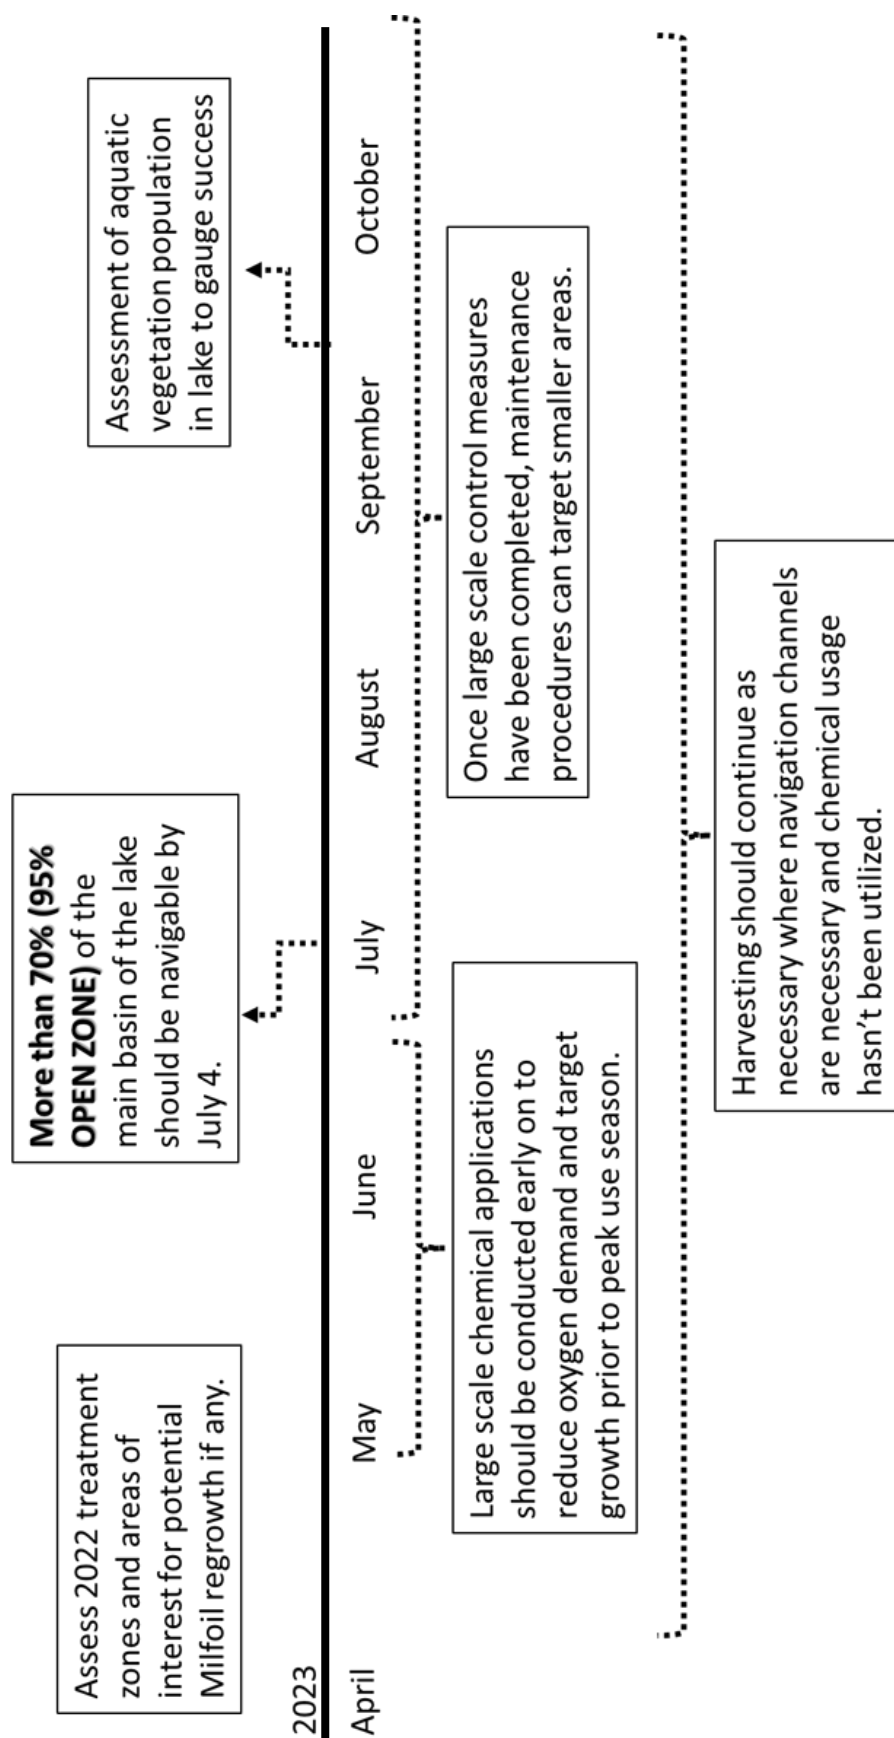 Assess 2022 treatment
zones and areas of
interest for potential
Milfoil regrowth if any.
More than 70% (95%
OPEN ZONE) of the
main basin of the lake
should be navigable by
July 4.
Assessment of aquatic
vegetation population
in lake to gauge success
2023
April
May
June
July
August
September
October
Large scale chemical applications
should be conducted early on to
reduce oxygen demand and target
growth prior to peak use season.
Once large scale control measures
have been completed, maintenance
procedures can target smaller areas.
Harvesting should continue as
necessary where navigation channels
are necessary and chemical usage
hasn't been utilized.